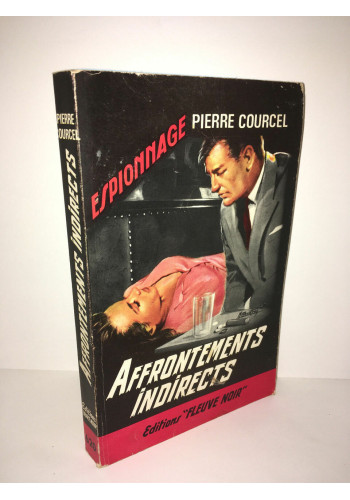 PIERRE
COURCEL
AFFRONTEMENTS INDIRECTS
ESPIONNAGE
PIERRE COURCEL
AFFRONTEMENTS
INDIRECTS
Editions "FLEUVE NOIR"